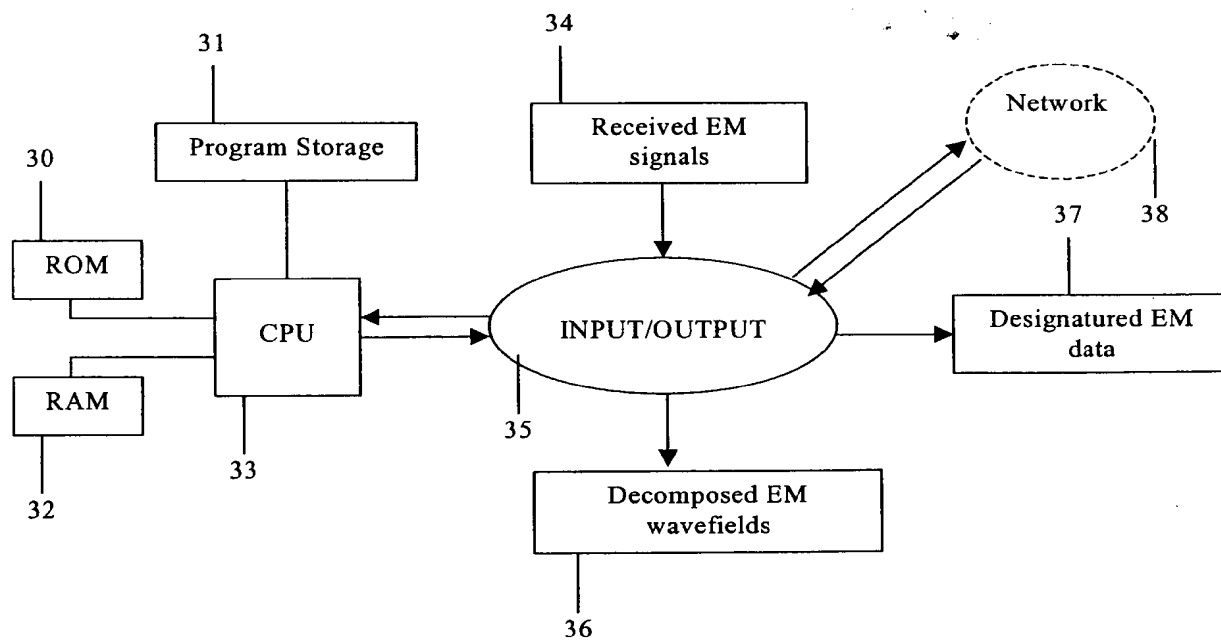 34
31
Network
Program Storage
Received EM
signals
30
37
38
ROM
CPU
INPUT/OUTPUT
Designatured EM
data
RAM
35
33
32
Decomposed EM
wavefields
36